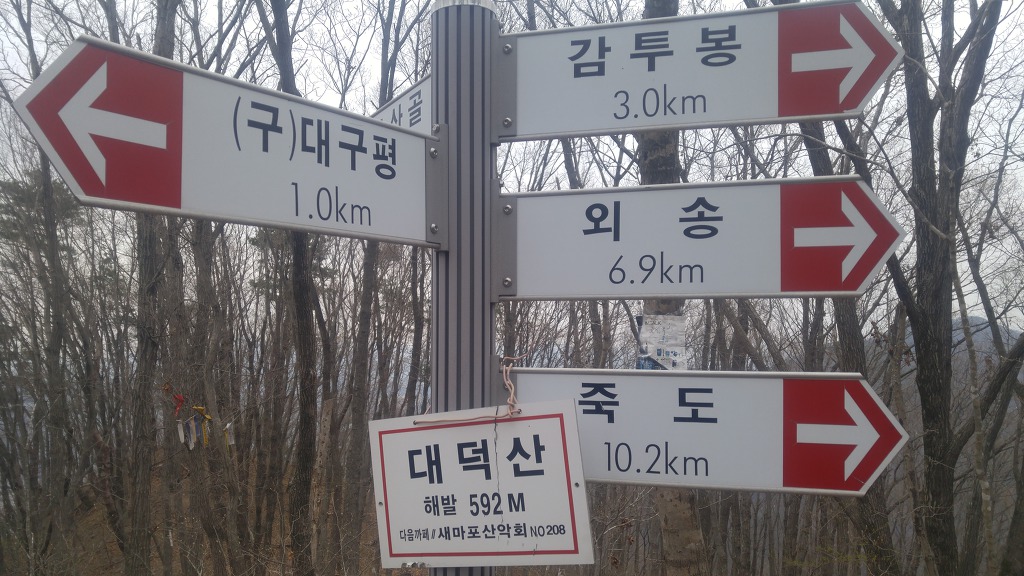 (구)대구평
1.0km
사골
감투봉
3.0km
외 송
6.9km
죽 도
10.2km
대덕산
해발 592M
다음까페//새마포산악회 NO208